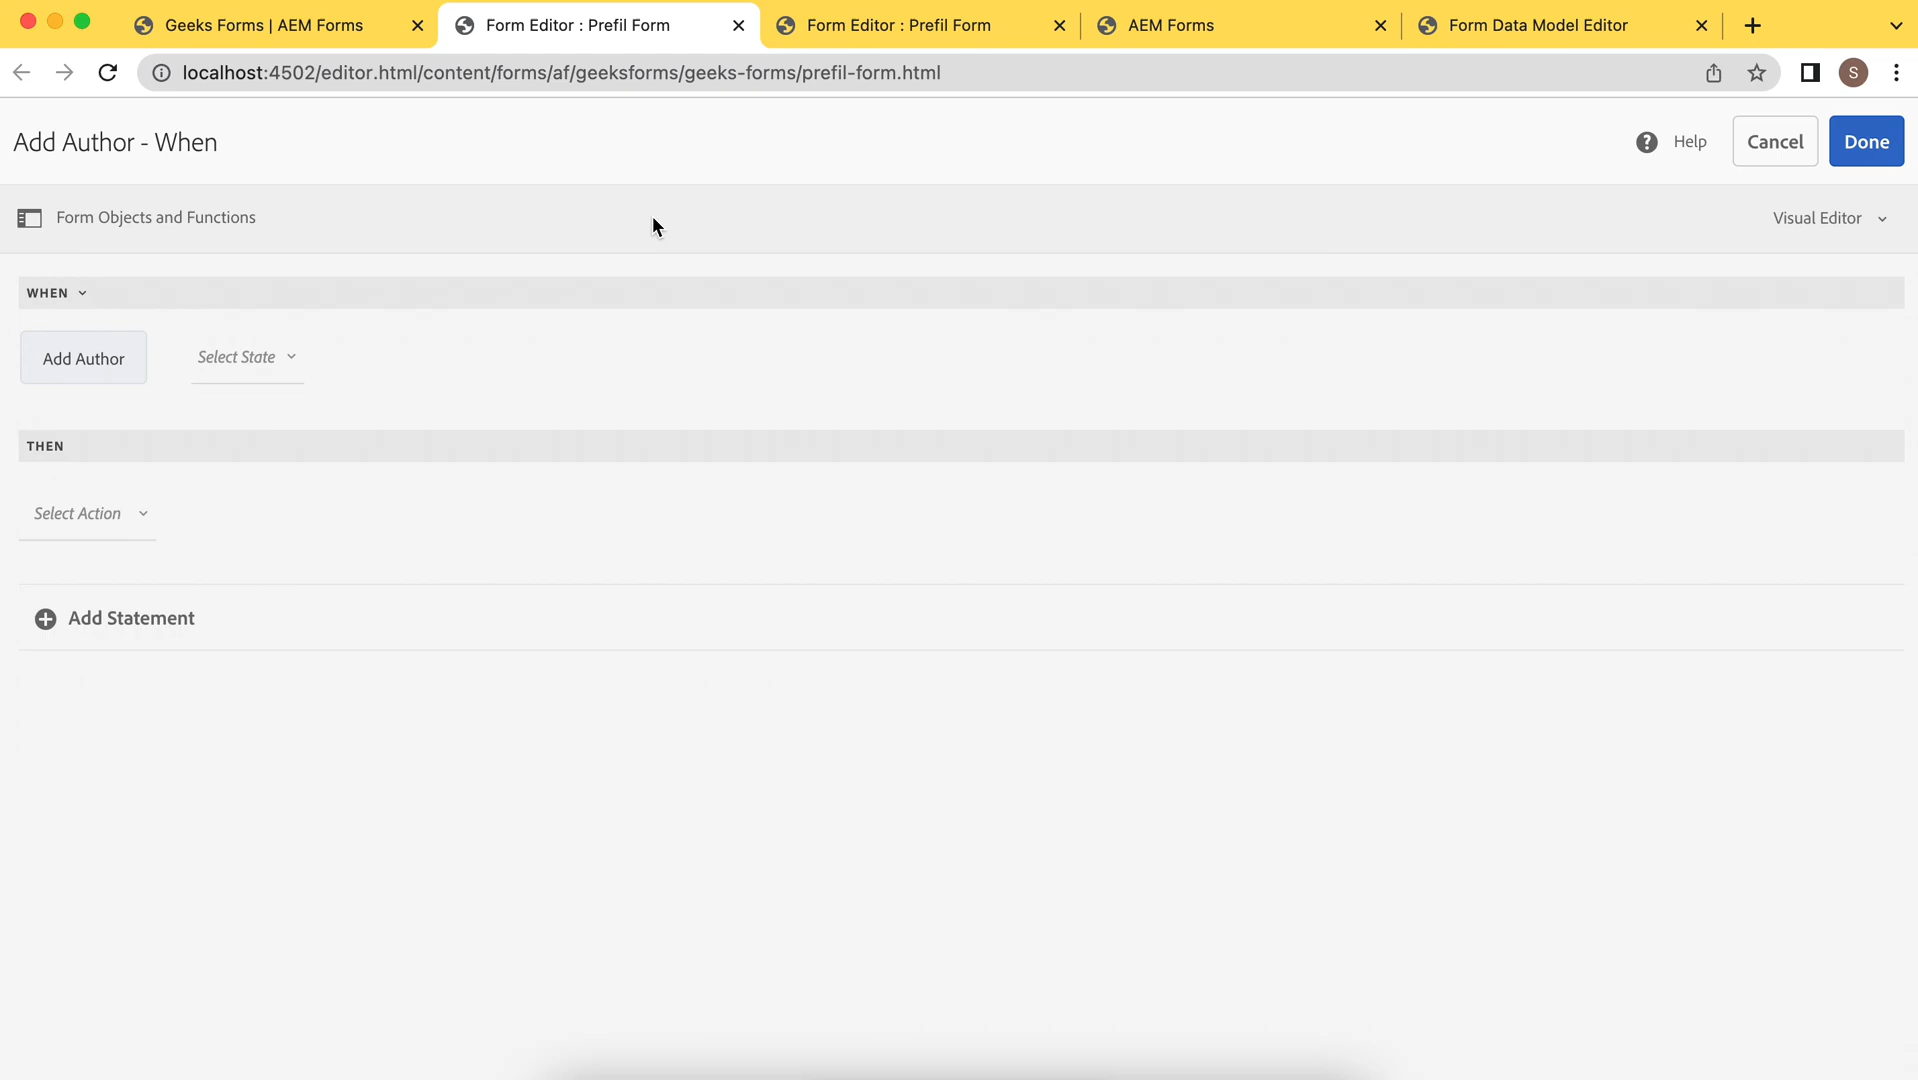 Geeks Forms | AEM Forms
Form Editor : Prefil Form
Form Editor : Prefil Form
AEM Forms
Form Data Model Editor
localhost:4502/editor.html/content/forms/af/geeksforms/geeks-forms/prefil-form.html
S
Add Author - When
? Help
Cancel
Done
Form Objects and Functions
Visual Editor
WHEN
Add Author
Select State
THEN
Select Action
Add Statement